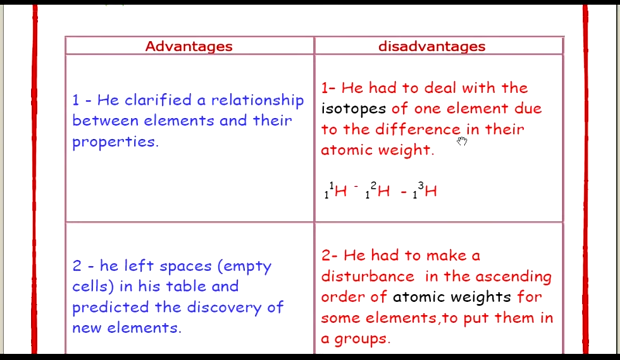 Advantages
disadvantages
1 - He clarified a relationship
between elements and their
properties.
1- He had to deal with the
isotopes of one element due
to the difference in their
atomic weight.
₁¹H - ₁²H - ₁³H
2 - he left spaces (empty
cells) in his table and
predicted the discovery of
new elements.
2- He had to make a
disturbance in the ascending
order of atomic weights for
some elements,to put them in
a groups.